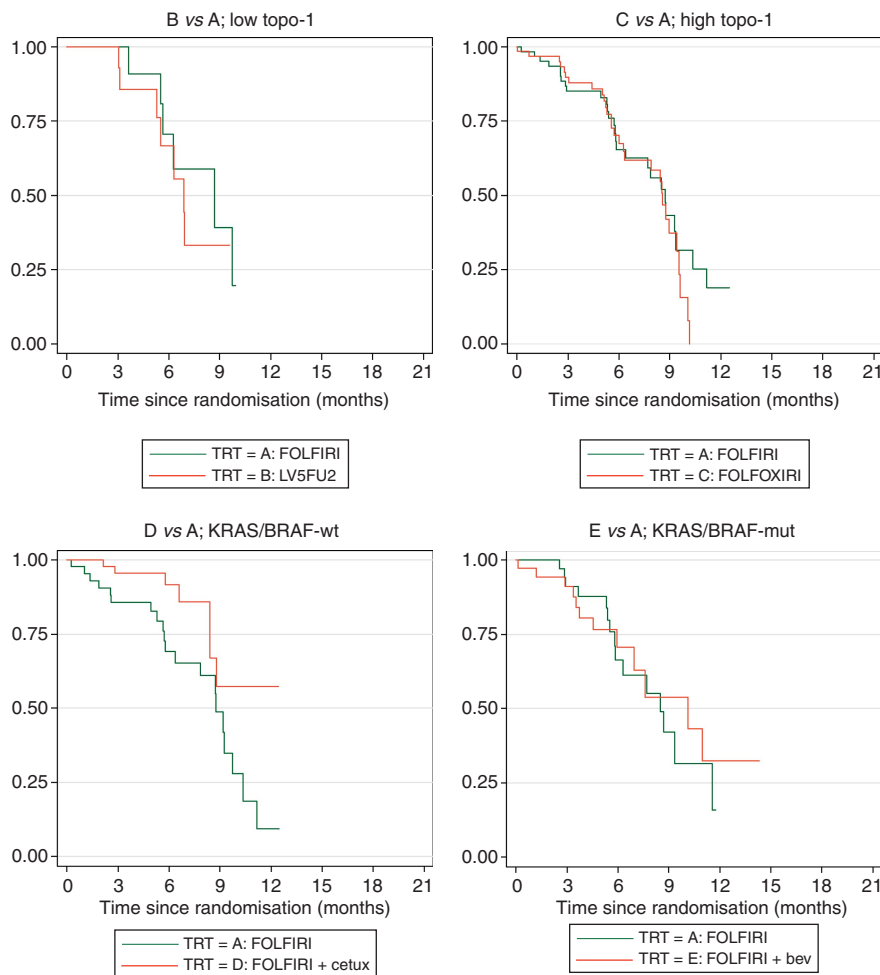 B vs A; low topo-1
1.00
0.75
0.50
0.25
0.00
0 3 6 9 12 15 18 21
Time since randomisation (months)
TRT = A: FOLFIRI
TRT = B: LV5FU2
C vs A; high topo-1
1.00
0.75
0.50
0.25
0.00
0 3 6 9 12 15 18 21
Time since randomisation (months)
TRT = A: FOLFIRI
TRT = C: FOLFOXIRI
D vs A; KRAS/BRAF-wt
1.00
0.75
0.50
0.25
0.00
0 3 6 9 12 15 18 21
Time since randomisation (months)
TRT = A: FOLFIRI
TRT = D: FOLFIRI + cetux
E vs A; KRAS/BRAF-mut
1.00
0.75
0.50
0.25
0.00
0 3 6 9 12 15 18 21
Time since randomisation (months)
TRT = A: FOLFIRI
TRT = E: FOLFIRI + bev